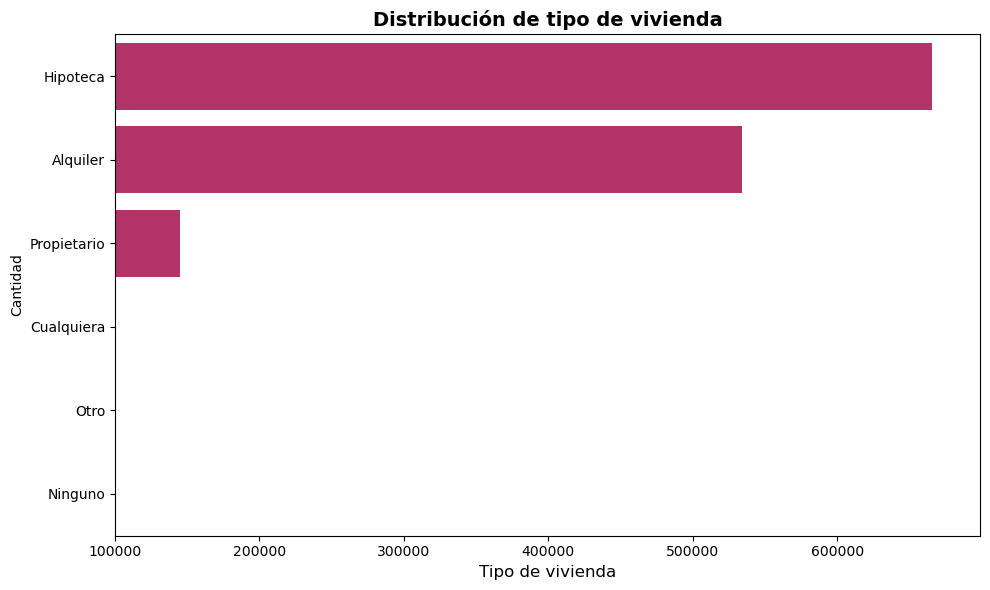 Distribución de tipo de vivienda
Hipoteca
Alquiler
Propietario
Cualquiera
Otro
Ninguno
Cantidad
100000 200000 300000 400000 500000 600000
Tipo de vivienda